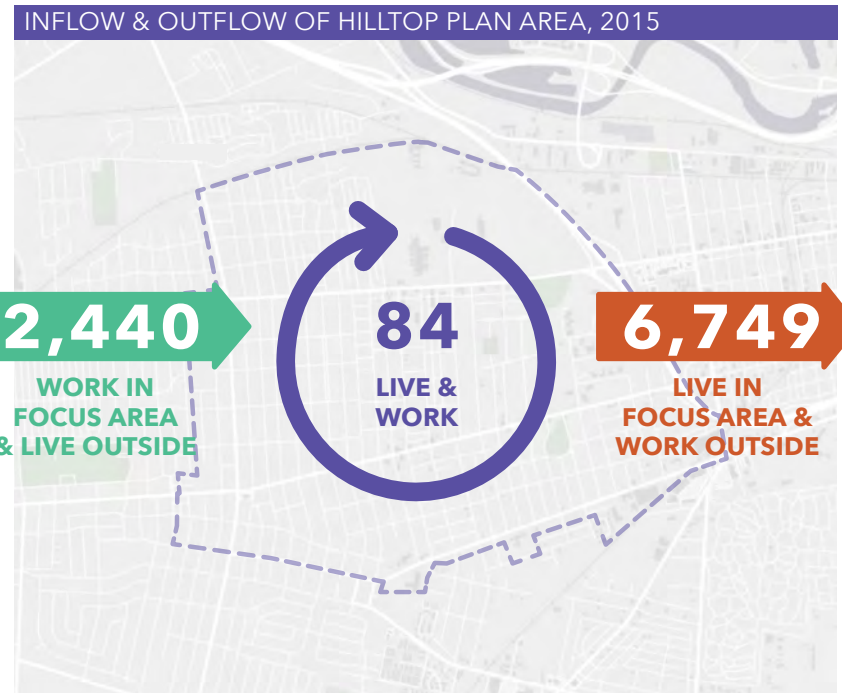 INFLOW & OUTFLOW OF HILLTOP PLAN AREA, 2015
2,440
WORK IN
FOCUS AREA
& LIVE OUTSIDE
84
LIVE &
WORK
6,749
LIVE IN
FOCUS AREA &
WORK OUTSIDE